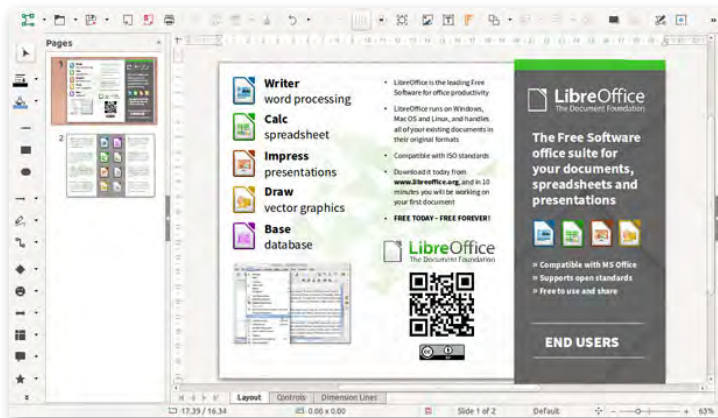 Pages
1
2
Writer
word processing
Calc
spreadsheet
Impress
presentations
Draw
vector graphics
Base
database
• LibreOffice is the leading Free
Software for office productivity
• LibreOffice runs on Windows,
Mac OS and Linux, and handles
all of your existing documents in
their original formats
• Compatible with ISO standards
• Download it today from
www.libreoffice.org, and in 10
minutes you will be working on
your first document
• FREE TODAY – FREE FOREVER!
LibreOffice
The Document Foundation
LibreOffice
The Document Foundation
The Free Software
office suite for
your documents,
spreadsheets and
presentations
» Compatible with MS Office
» Supports open standards
» Free to use and share
END USERS
Layout Controls Dimension Lines
17.39 / 16.34 0.00 x 0.00 Slide 1 of 2 Default 63%